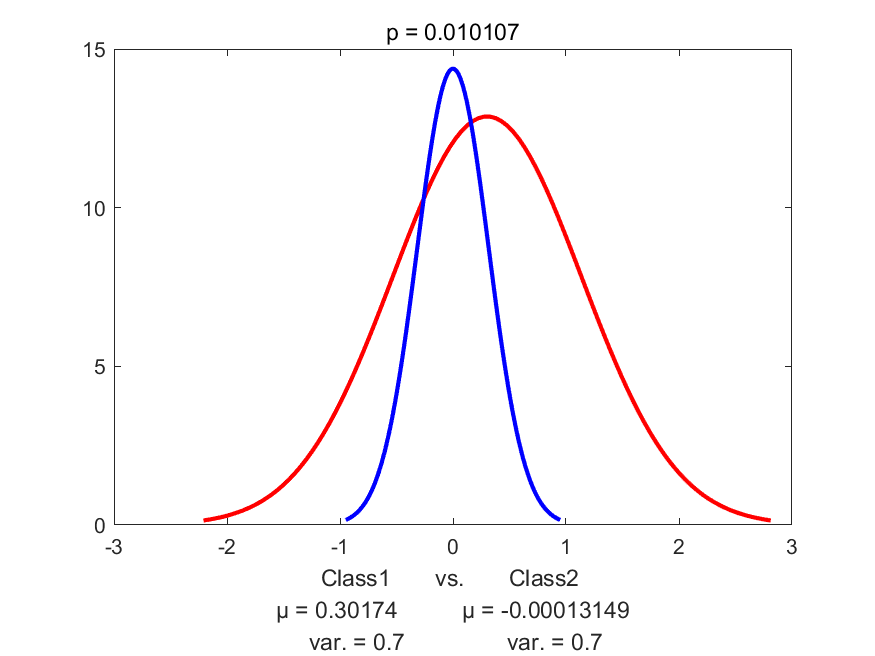 p = 0.010107
15
10
5
0
-3 -2 -1 0 1 2 3
Class1 vs. Class2
μ = 0.30174 μ = -0.00013149
var. = 0.7 var. = 0.7